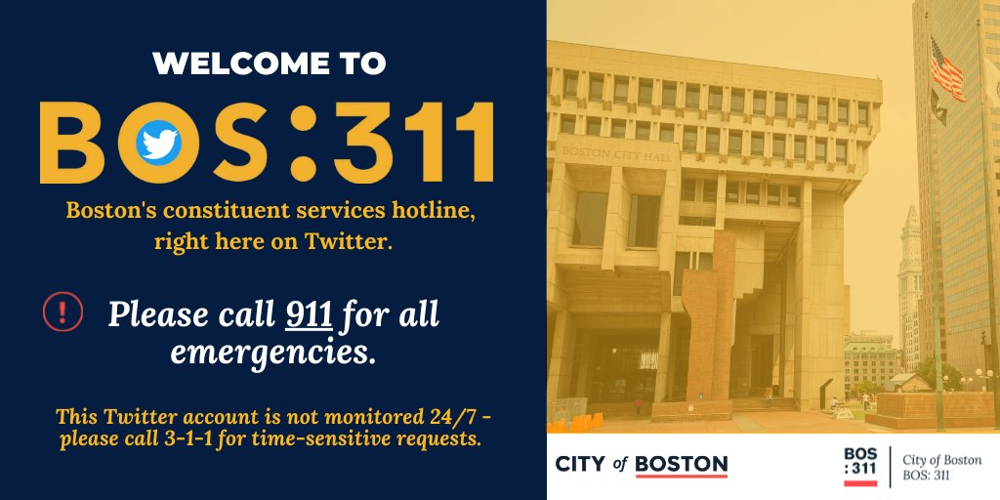 WELCOME TO
BOS:311
Boston's constituent services hotline,
right here on Twitter.
! Please call 911 for all
emergencies.
This Twitter account is not monitored 24/7 -
please call 3-1-1 for time-sensitive requests.
BOSTON CITY HALL
CITY of BOSTON
BOS
:311
City of Boston
BOS: 311